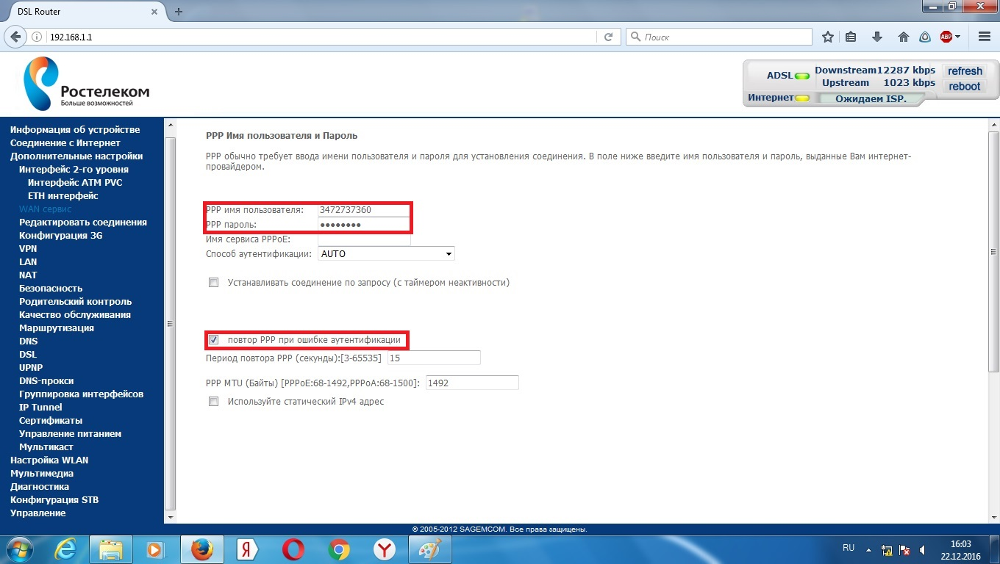 DSL Router
192.168.1.1
Поиск
ABP
Ростелеком
Больше возможностей
ADSL
Downstream 12287 kbps
Upstream 1023 kbps
refresh
reboot
Интернет
Ожидаем ISP.
Информация об устройстве
Соединение с Интернет
Дополнительные настройки
Интерфейс 2-го уровня
Интерфейс ATM PVC
ETH интерфейс
WAN сервис
Редактировать соединения
Конфигурация 3G
VPN
LAN
NAT
Безопасность
Родительский контроль
Качество обслуживания
Маршрутизация
DNS
DSL
UPNP
DNS-прокси
Группировка интерфейсов
IP Tunnel
Сертификаты
Управление питанием
Мультикаст
Настройка WLAN
Мультимедиа
Диагностика
Конфигурация STB
Управление
PPP Имя пользователя и Пароль
PPP обычно требует ввода имени пользователя и пароля для установления соединения. В поле ниже введите имя пользователя и пароль, выданные Вам интернет-
провайдером.
PPP имя пользователя: 3472737360
PPP пароль: ●●●●●●●●
Имя сервиса PPPoE:
Способ аутентификации: AUTO
Устанавливать соединение по запросу (с таймером неактивности)
повтор PPP при ошибке аутентификации
Период повтора PPP (секунды):[3-65535] 15
PPP MTU (Байты) [PPPoE:68-1492,PPPoA:68-1500]: 1492
Используйте статический IPv4 адрес
© 2005-2012 SAGEMCOM. Все права защищены.
RU
16:03
22.12.2016